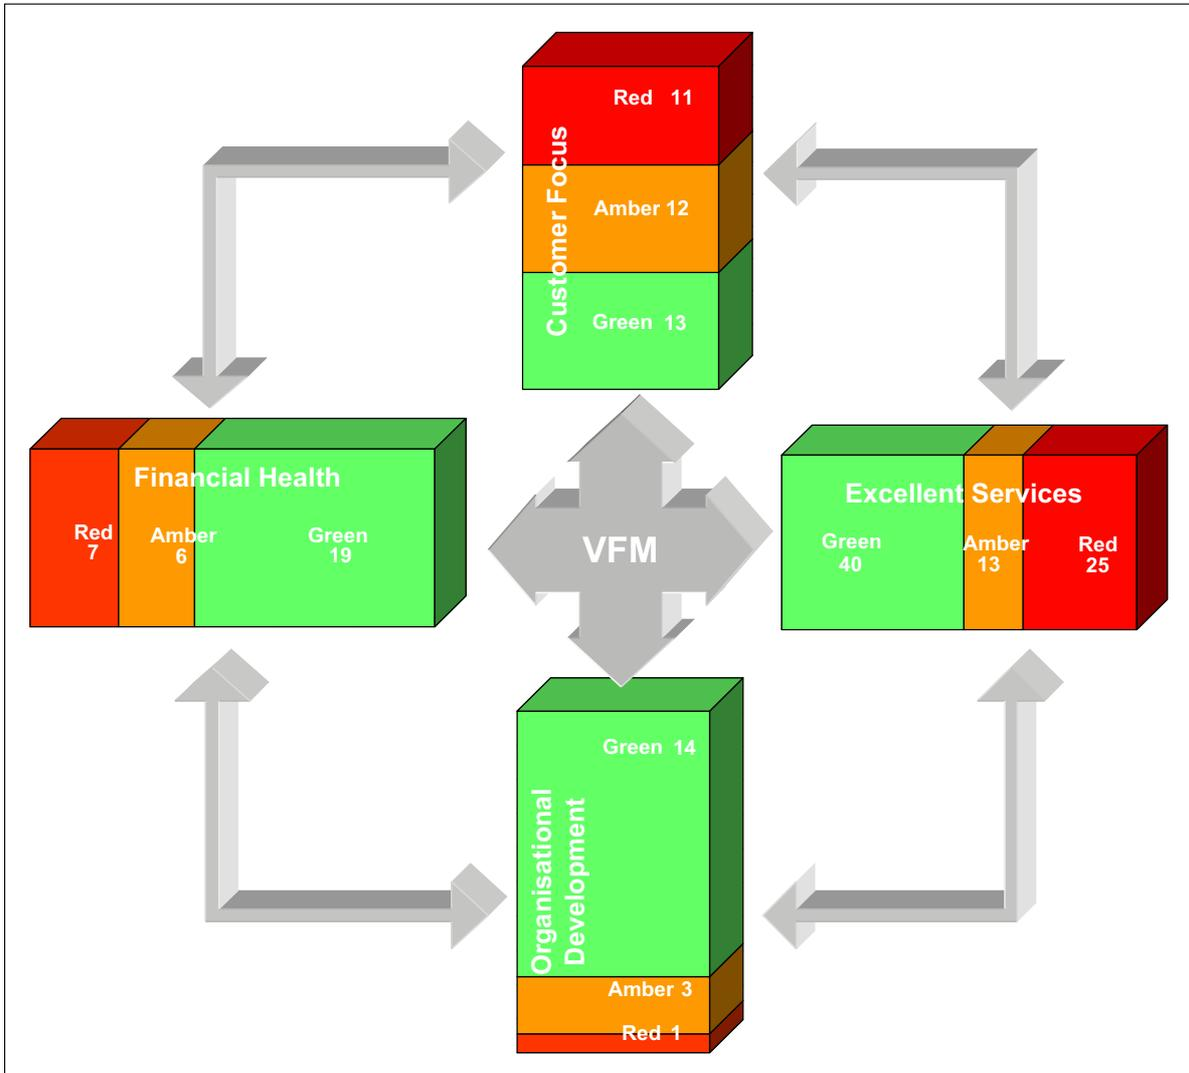 Red 11
Customer Focus
Amber 12
Green 13
Financial Health
Red
7
Amber
6
Green
19
VFM
Excellent Services
Green
40
Amber
13
Red
25
Green 14
Organisational
Development
Amber 3
Red 1